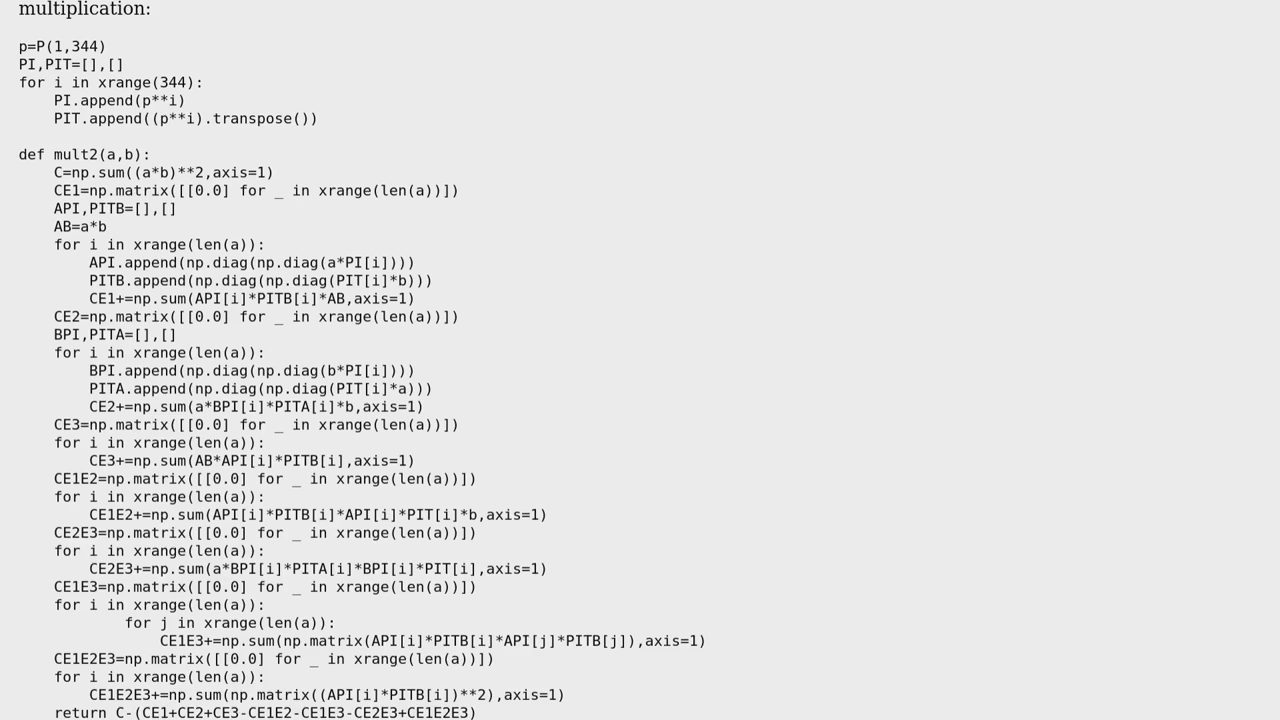 multiplication:
p=P(1,344)
PI,PIT=[],[]
for i in xrange(344):
    PI.append(p**i)
    PIT.append((p**i).transpose())
def mult2(a,b):
    C=np.sum((a*b)**2,axis=1)
    CE1=np.matrix([[0.0] for _ in xrange(len(a))])
    API,PITB=[],[]
    AB=a*b
    for i in xrange(len(a)):
        API.append(np.diag(np.diag(a*PI[i])))
        PITB.append(np.diag(np.diag(PIT[i]*b)))
        CE1+=np.sum(API[i]*PITB[i]*AB,axis=1)
    CE2=np.matrix([[0.0] for _ in xrange(len(a))])
    BPI,PITA=[],[]
    for i in xrange(len(a)):
        BPI.append(np.diag(np.diag(b*PI[i])))
        PITA.append(np.diag(np.diag(PIT[i]*a)))
        CE2+=np.sum(a*BPI[i]*PITA[i]*b,axis=1)
    CE3=np.matrix([[0.0] for _ in xrange(len(a))])
    for i in xrange(len(a)):
        CE3+=np.sum(AB*API[i]*PITB[i],axis=1)
    CE1E2=np.matrix([[0.0] for _ in xrange(len(a))])
    for i in xrange(len(a)):
        CE1E2+=np.sum(API[i]*PITB[i]*API[i]*PIT[i]*b,axis=1)
    CE2E3=np.matrix([[0.0] for _ in xrange(len(a))])
    for i in xrange(len(a)):
        CE2E3+=np.sum(a*BPI[i]*PITA[i]*BPI[i]*PIT[i],axis=1)
    CE1E3=np.matrix([[0.0] for _ in xrange(len(a))])
    for i in xrange(len(a)):
            for j in xrange(len(a)):
                CE1E3+=np.sum(np.matrix(API[i]*PITB[i]*API[j]*PITB[j]),axis=1)
    CE1E2E3=np.matrix([[0.0] for _ in xrange(len(a))])
    for i in xrange(len(a)):
        CE1E2E3+=np.sum(np.matrix((API[i]*PITB[i])**2),axis=1)
    return C-(CE1+CE2+CE3-CE1E2-CE1E3-CE2E3+CE1E2E3)